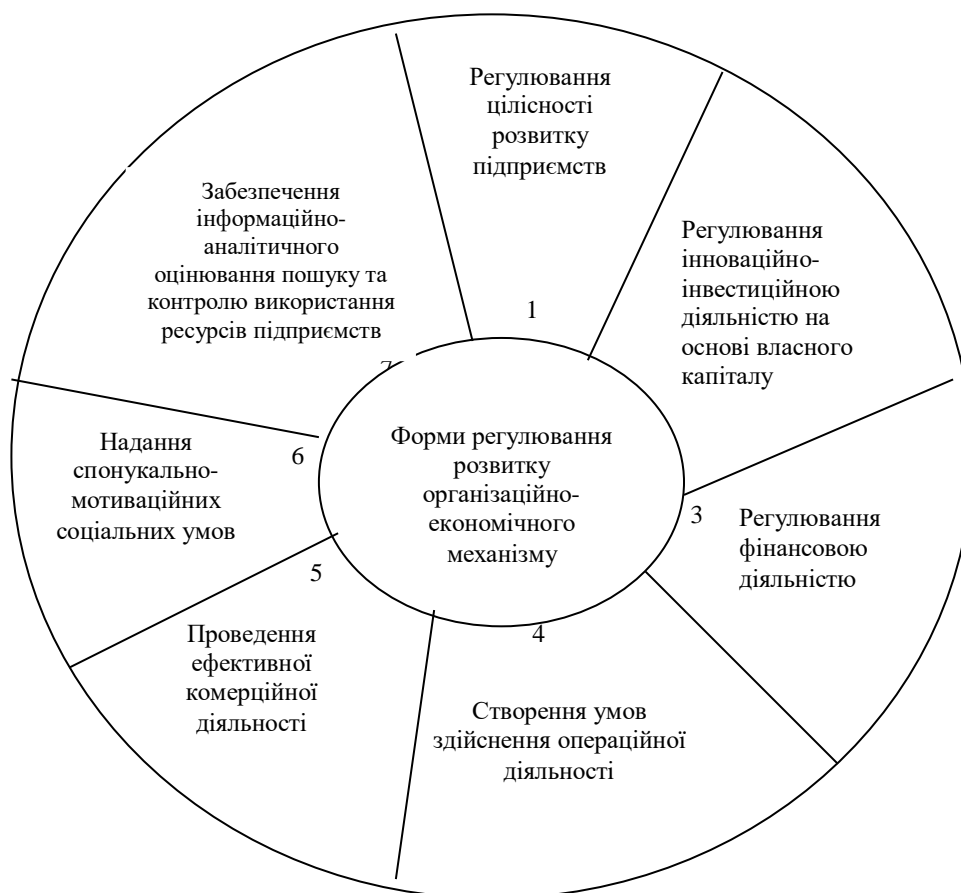 Регулювання
цілісності
розвитку
підприємств
1
Регулювання
інноваційно-
інвестиційною
діяльністю на
основі власного
капіталу
3
Регулювання
фінансовою
діяльністю
4
Створення умов
здійснення операційної
діяльності
5
Проведення
ефективної
комерційної
діяльності
6
Надання
спонукально-
мотиваційних
соціальних умов
Забезпечення
інформаційно-
аналітичного
оцінювання пошуку та
контролю використання
ресурсів підприємств
Форми регулювання
розвитку
організаційно-
економічного
механізму